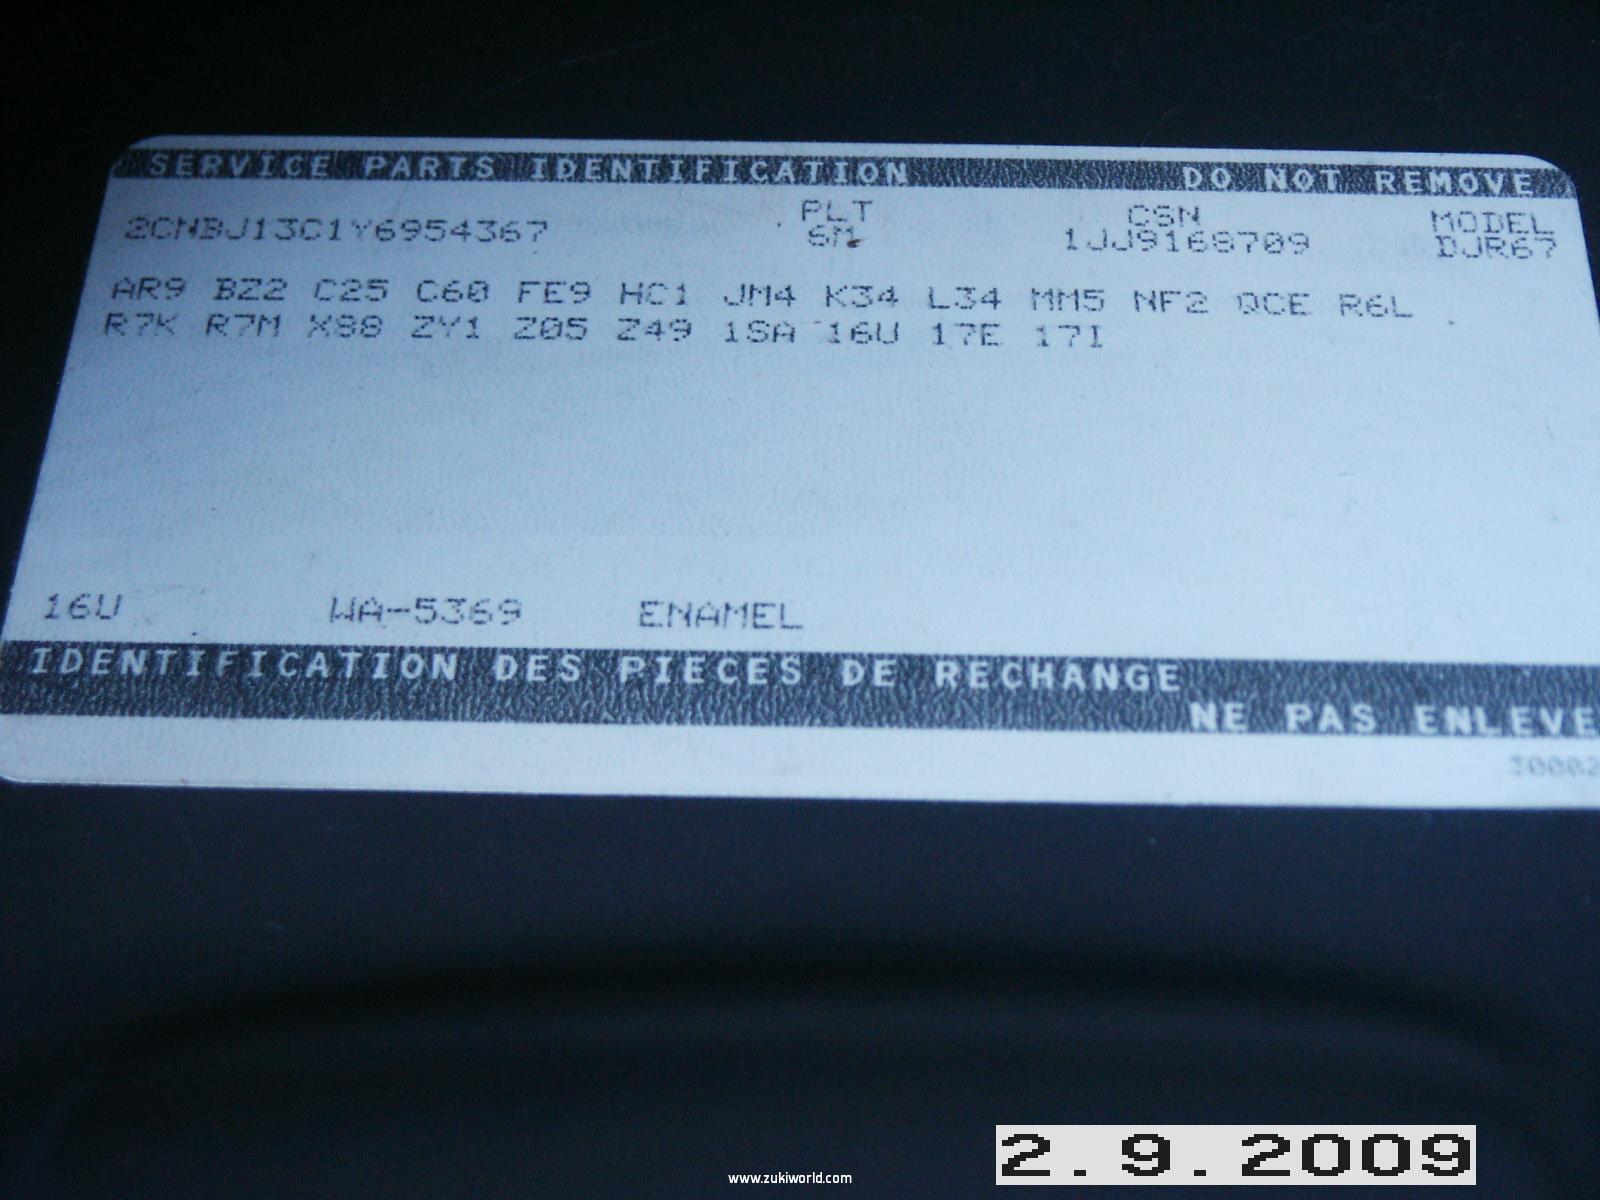 SERVICE PARTS IDENTIFICATION DO NOT REMOVE
PLT CSN MODEL
2CNBJ13C1Y6954367 6M 1JJ9168709 DJR67
AR9 BZ2 C25 C60 FE9 HC1 JM4 K34 L34 MM5 NF2 QCE R6L
R7K R7M X88 ZY1 Z05 Z49 1SA 16U 17E 17I
16U WA-5369 ENAMEL
IDENTIFICATION DES PIECES DE RECHANGE
NE PAS ENLEVE
J0002
2.9.2009
www.zukiworld.com